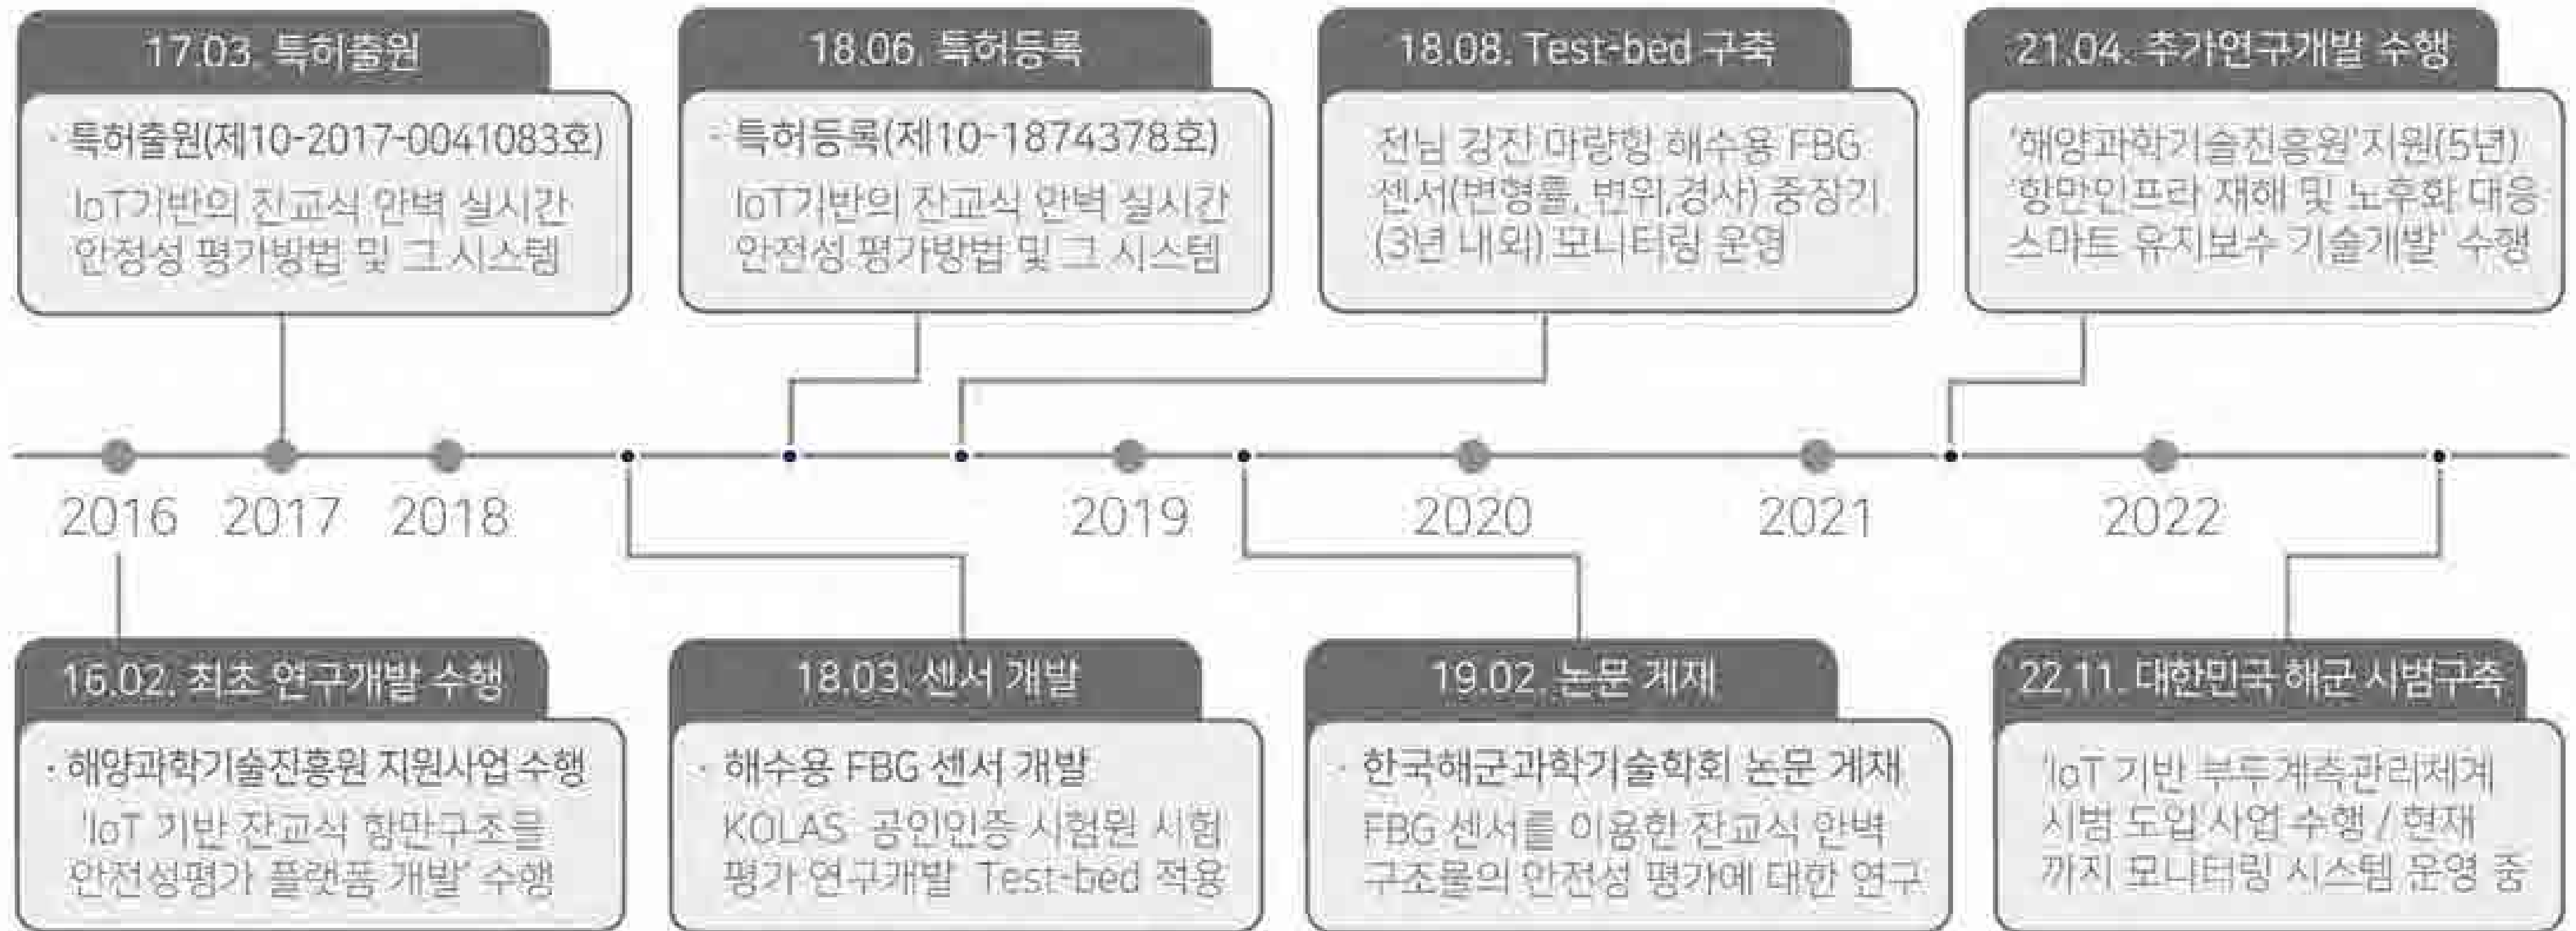 17.03. 특허출원
· 특허출원(제10-2017-0041083호)
IoT기반의 잔교식 안벽 실시간
안정성 평가방법 및 그 시스템
18.06. 특허등록
· 특허등록(제10-1874378호)
IoT기반의 잔교식 안벽 실시간
안전성 평가방법 및 그 시스템
18.08. Test-bed 구축
전남 강진 마량항 해수용 FBG
센서(변형률, 변위,경사) 중장기
(3년 내외) 모니터링 운영
21.04. 추가연구개발 수행
'해양과학기술진흥원'지원(5년)
'항만인프라 재해 및 노후화 대응
스마트 유지보수 기술개발' 수행
2016
2017
2018
2019
2020
2021
2022
16.02. 최초 연구개발 수행
· 해양과학기술진흥원 지원사업 수행
'IoT 기반 잔교식 항만구조물
안전성평가 플랫폼 개발' 수행
18.03. 센서 개발
· 해수용 FBG 센서 개발
KOLAS 공인인증 시험원 시험
평가 연구개발 Test-bed 적용
19.02. 논문 게재
· 한국해군과학기술학회 논문 게재
FBG 센서를 이용한 잔교식 안벽
구조물의 안전성 평가에 대한 연구
22.11. 대한민국 해군 시범구축
'IoT 기반 부두계측관리체계
시범 도입 사업 수행 / 현재
까지 모니터링 시스템 운영 중